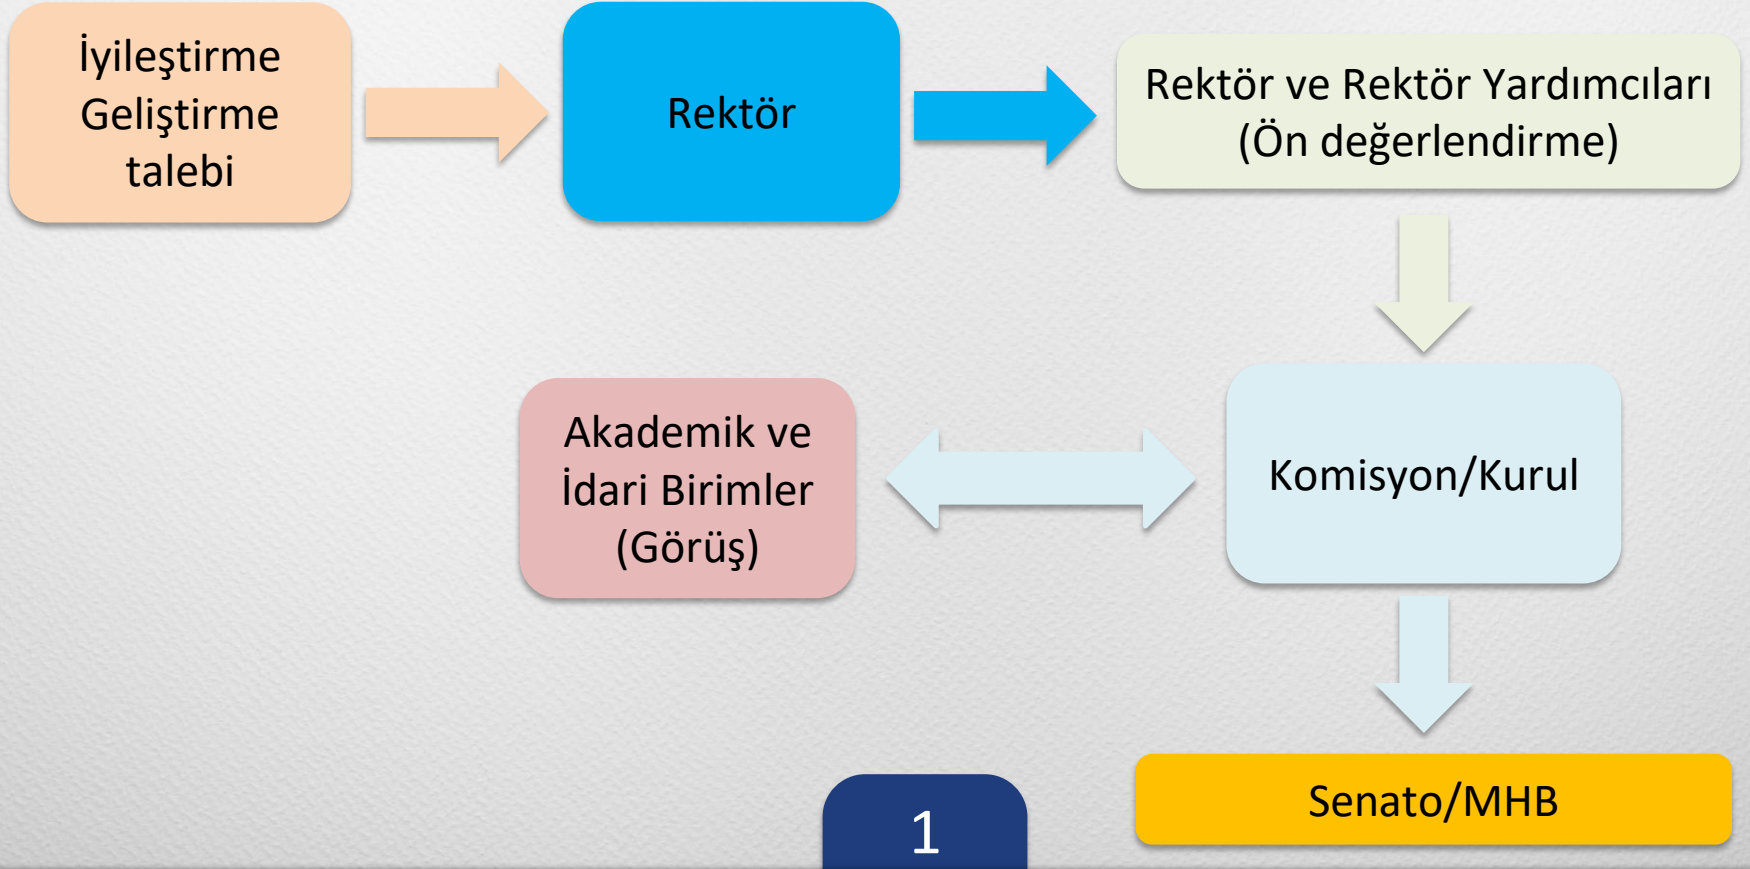 İyileştirme
Geliştirme
talebi
Rektör
Rektör ve Rektör Yardımcıları
(Ön değerlendirme)
Akademik ve
İdari Birimler
(Görüş)
Komisyon/Kurul
Senato/MHB
1